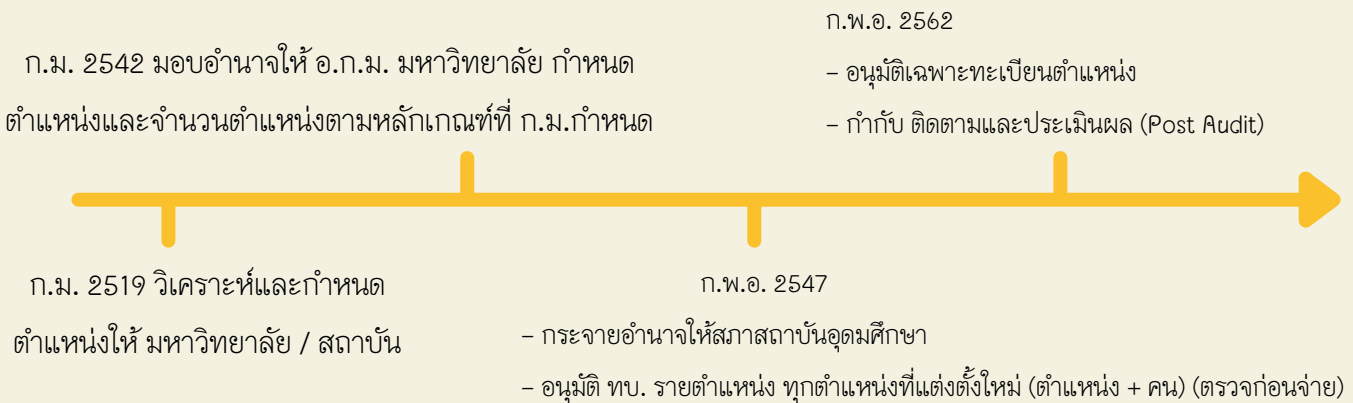 ก.พ.อ. 2562
ก.ม. 2542 มอบอำนาจให้ อ.ก.ม. มหาวิทยาลัย กำหนด
– อนุมัติเฉพาะทะเบียนตำแหน่ง
ตำแหน่งและจำนวนตำแหน่งตามหลักเกณฑ์ที่ ก.ม.กำหนด
– กำกับ ติดตามและประเมินผล (Post Audit)
ก.ม. 2519 วิเคราะห์และกำหนด
ก.พ.อ. 2547
ตำแหน่งให้ มหาวิทยาลัย / สถาบัน
– กระจายอำนาจให้สภาสถาบันอุดมศึกษา
– อนุมัติ ทบ. รายตำแหน่ง ทุกตำแหน่งที่แต่งตั้งใหม่ (ตำแหน่ง + คน) (ตรวจก่อนจ่าย)